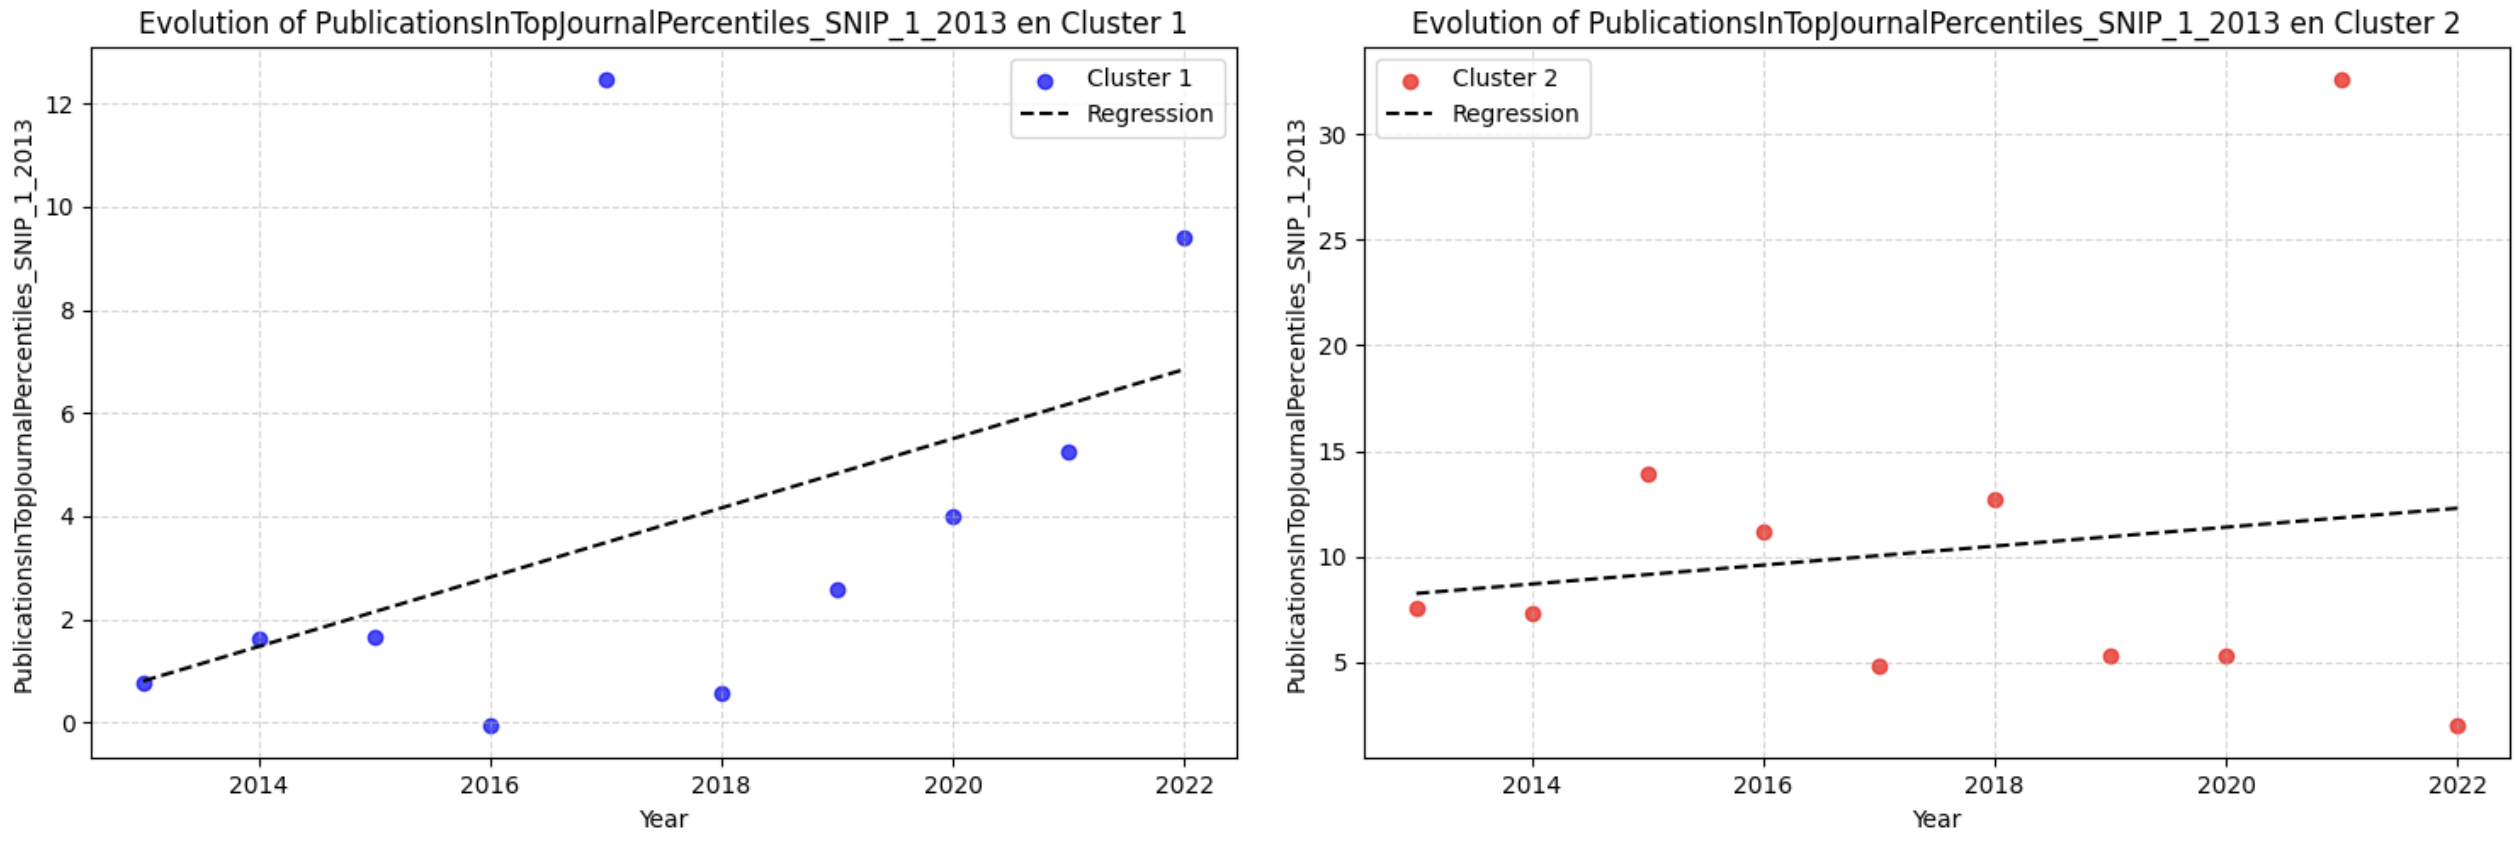 Evolution of PublicationsInTopJournalPercentiles_SNIP_1_2013 en Cluster 1
PublicationsInTopJournalPercentiles_SNIP_1_2013
12
10
8
6
4
2
0
Cluster 1
Regression
2014 2016 2018 2020 2022
Year
Evolution of PublicationsInTopJournalPercentiles_SNIP_1_2013 en Cluster 2
PublicationsInTopJournalPercentiles_SNIP_1_2013
30
25
20
15
10
5
Cluster 2
Regression
2014 2016 2018 2020 2022
Year